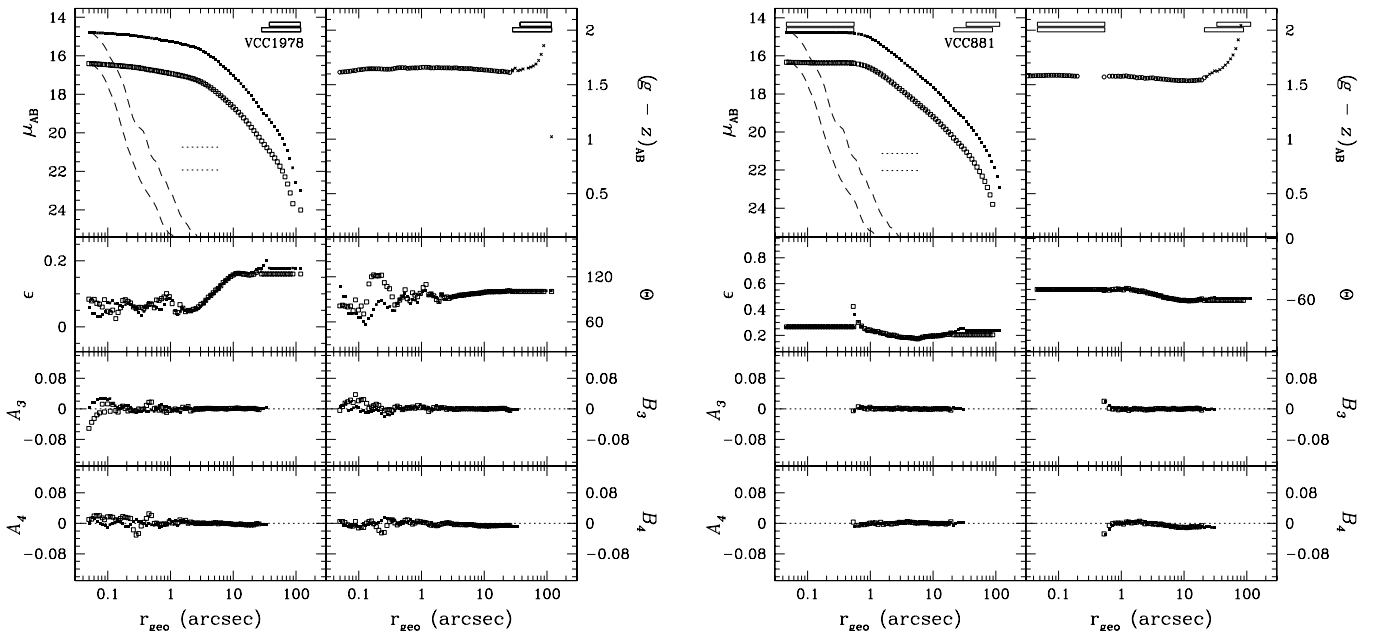 14
16
18
20
22
24
μAB
VCC1978
2
1.5
1
0.5
(g − z)AB
0.2
0
ε
120
60
Θ
0.08
0
−0.08
A3
0.08
0
−0.08
B3
0.08
0
−0.08
A4
0.08
0
−0.08
B4
0.1 1 10 100
0.1 1 10 100
rgeo (arcsec)
rgeo (arcsec)
14
16
18
20
22
24
μAB
VCC881
2
1.5
1
0.5
0
(g − z)AB
0.8
0.6
0.4
0.2
ε
−60
Θ
0.08
0
−0.08
A3
0.08
0
−0.08
B3
0.08
0
−0.08
A4
0.08
0
−0.08
B4
0.1 1 10 100
0.1 1 10 100
rgeo (arcsec)
rgeo (arcsec)